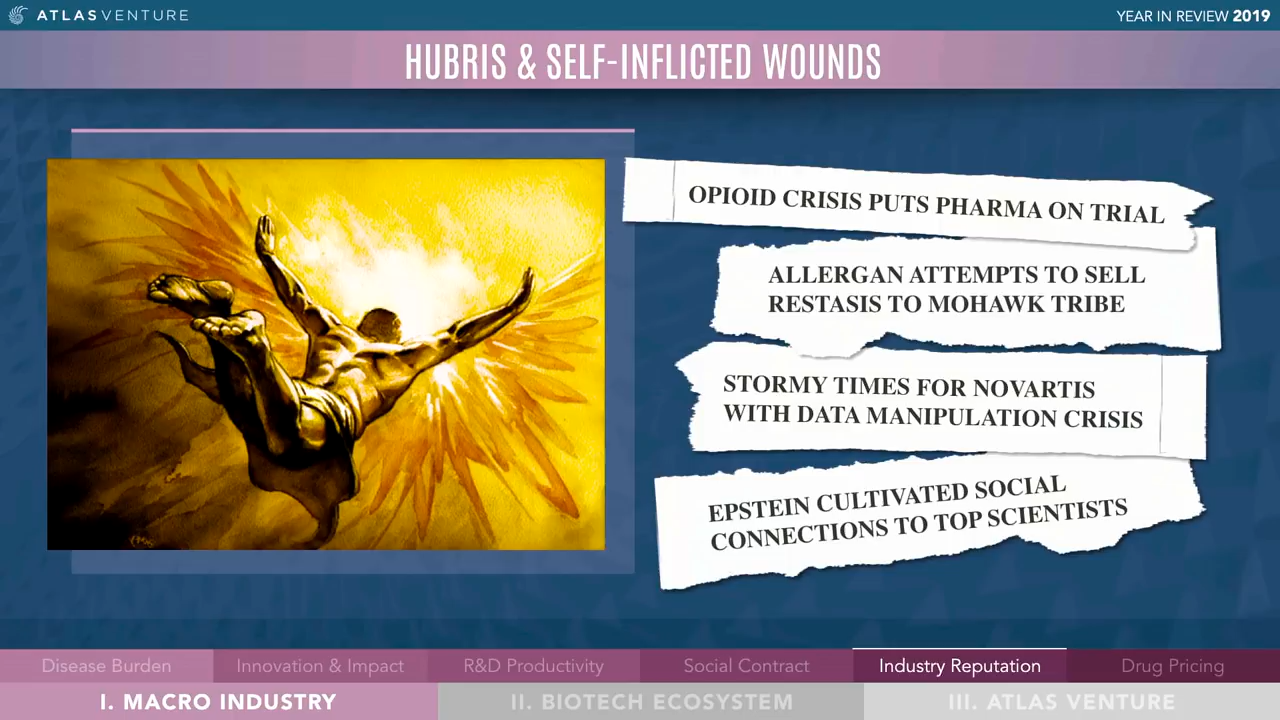 ATLAS VENTURE
YEAR IN REVIEW 2019
HUBRIS & SELF-INFLICTED WOUNDS
OPIOID CRISIS PUTS PHARMA ON TRIAL
ALLERGAN ATTEMPTS TO SELL
RESTASIS TO MOHAWK TRIBE
STORMY TIMES FOR NOVARTIS
WITH DATA MANIPULATION CRISIS
EPSTEIN CULTIVATED SOCIAL
CONNECTIONS TO TOP SCIENTISTS
Disease Burden
Innovation & Impact
R&D Productivity
Social Contract
Industry Reputation
Drug Pricing
I. MACRO INDUSTRY
II. BIOTECH ECOSYSTEM
III. ATLAS VENTURE